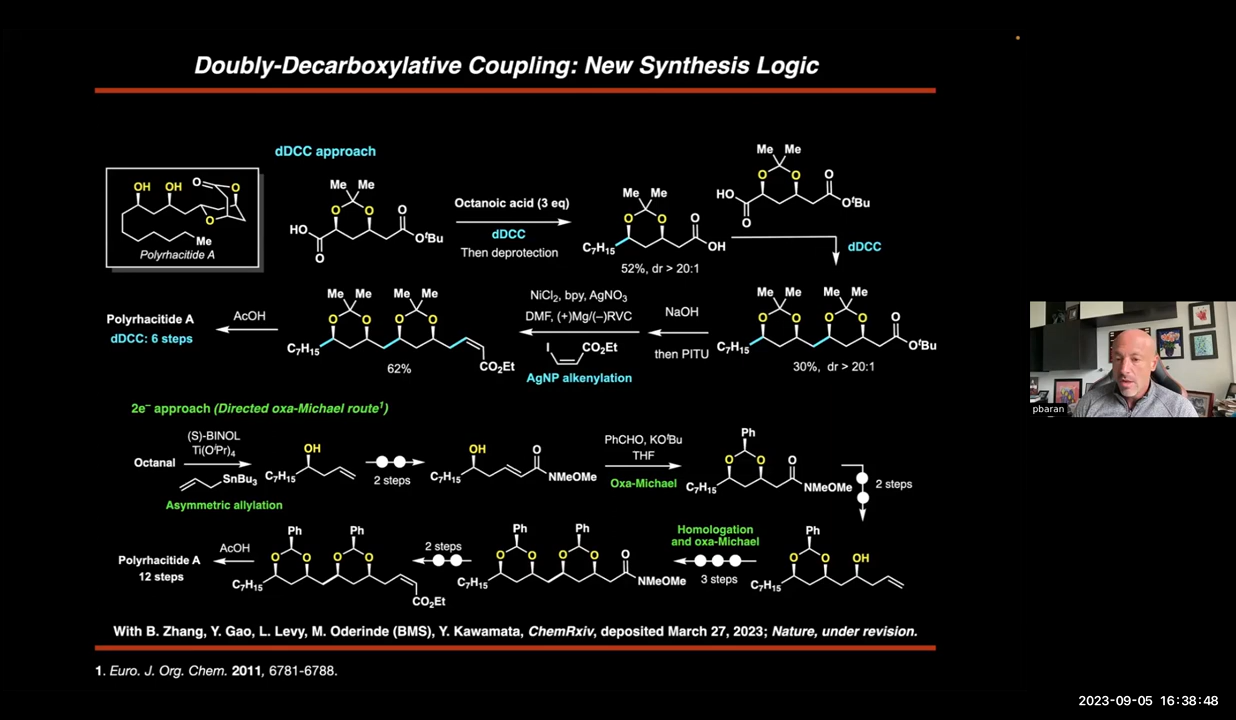 Doubly-Decarboxylative Coupling: New Synthesis Logic
dDCC approach
OH OH O O
O
Me
Polyrhacitide A
Me Me
O O O
HO OᵗBu
O
Octanoic acid (3 eq)
dDCC
Then deprotection
Me Me
O O O
C₇H₁₅ OH
52%, dr > 20:1
Me Me
O O O
HO OᵗBu
O
dDCC
Me Me Me Me
O O O O O
C₇H₁₅ OᵗBu
30%, dr > 20:1
NaOH
then PITU
NiCl₂, bpy, AgNO₃
DMF, (+)Mg/(–)RVC
I CO₂Et
AgNP alkenylation
Me Me Me Me
O O O O
C₇H₁₅
CO₂Et
62%
AcOH
Polyrhacitide A
dDCC: 6 steps
2e⁻ approach (Directed oxa-Michael route¹)
Octanal
(S)-BINOL
Ti(OⁱPr)₄
SnBu₃
Asymmetric allylation
OH
C₇H₁₅
2 steps
OH O
C₇H₁₅ NMeOMe
PhCHO, KOᵗBu
THF
Oxa-Michael
Ph
O O O
C₇H₁₅ NMeOMe
2 steps
Ph
O O OH
C₇H₁₅
Homologation
and oxa-Michael
3 steps
Ph Ph
O O O O O
C₇H₁₅ NMeOMe
2 steps
Ph Ph
O O O O
C₇H₁₅
CO₂Et
AcOH
Polyrhacitide A
12 steps
With B. Zhang, Y. Gao, L. Levy, M. Oderinde (BMS), Y. Kawamata, ChemRxiv, deposited March 27, 2023; Nature, under revision.
1. Euro. J. Org. Chem. 2011, 6781-6788.
pbaran
2023-09-05 16:38:48